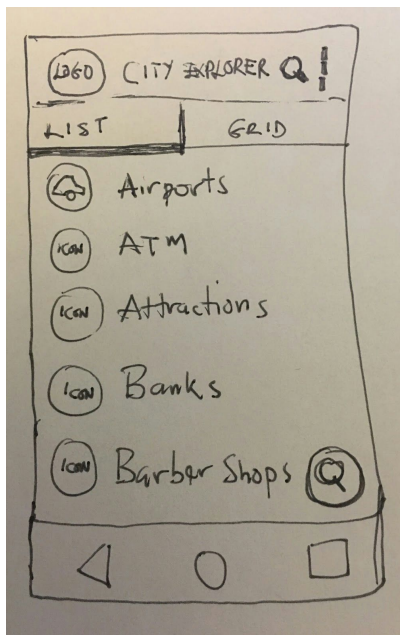 LOGO CITY EXPLORER
LIST GRID
Airports
ICON ATM
ICON Attractions
ICON Banks
ICON Barber Shops